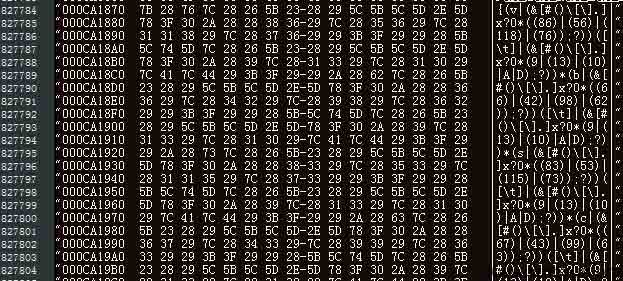 "000CA1870 7B 28 76 7C 28 26 5B 23-28 29 5C 5B 5C 5D 2E 5D "{(v|(&[#()\[\].]
827785 "000CA1880 78 3F 30 2A 28 28 38 36-29 7C 28 35 36 29 7C 28 "x?0*((86)|(56)|(
827786 "000CA1890 31 31 38 29 7C 28 37 36-29 29 3B 3F 29 29 28 5B "118)|(76));?))([
827787 "000CA18A0 5C 74 5D 7C 28 26 5B 23-28 29 5C 5B 5C 5D 2E 5D "\t]|(&[#()\[\].]
827788 "000CA18B0 78 3F 30 2A 28 39 7C 28-31 33 29 7C 28 31 30 29 "x?0*(9|(13)|(10)
827789 "000CA18C0 7C 41 7C 44 29 3B 3F 29-29 2A 28 62 7C 28 26 5B "|A|D);?))*(b|(&[
827790 "000CA18D0 23 28 29 5C 5B 5C 5D 2E-5D 78 3F 30 2A 28 28 36 "#()\[\].]x?0*((6
827791 "000CA18E0 36 29 7C 28 34 32 29 7C-28 39 38 29 7C 28 36 32 "6)|(42)|(98)|(62
827792 "000CA18F0 29 29 3B 3F 29 29 28 5B-5C 74 5D 7C 28 26 5B 23 "));?))([\t]|(&[#
827793 "000CA1900 28 29 5C 5B 5C 5D 2E 5D-78 3F 30 2A 28 39 7C 28 "()\[\].]x?0*(9|(
827794 "000CA1910 31 33 29 7C 28 31 30 29-7C 41 7C 44 29 3B 3F 29 "13)|(10)|A|D);?)
827795 "000CA1920 29 2A 28 73 7C 28 26 5B-23 28 29 5C 5B 5C 5D 2E ")*(s|(&[#()\[\].
827796 "000CA1930 5D 78 3F 30 2A 28 28 38-33 29 7C 28 35 33 29 7C "]x?0*((83)|(53)|
827797 "000CA1940 28 31 31 35 29 7C 28 37-33 29 29 3B 3F 29 29 28 "(115)|(73));?))(
827798 "000CA1950 5B 5C 74 5D 7C 28 26 5B-23 28 29 5C 5B 5C 5D 2E "[\t]|(&[#()\[\].
827799 "000CA1960 5D 78 3F 30 2A 28 39 7C-28 31 33 29 7C 28 31 30 "]x?0*(9|(13)|(10
827800 "000CA1970 29 7C 41 7C 44 29 3B 3F-29 29 2A 28 63 7C 28 26 ")|A|D);?))*(c|(&
827801 "000CA1980 5B 23 28 29 5C 5B 5C 5D-2E 5D 78 3F 30 2A 28 28 "[#()\[\].]x?0*((
827802 "000CA1990 36 37 29 7C 28 34 33 29-7C 28 39 39 29 7C 28 36 "67)|(43)|(99)|(6
827803 "000CA19A0 33 29 29 3B 3F 29 29 28-5B 5C 74 5D 7C 28 26 5B "3));?))([\t]|(&[
827804 "000CA19B0 23 28 29 5C 5B 5C 5D 2E-5D 78 3F 30 2A 28 39 7C "#()\[\].]x?0*(9|